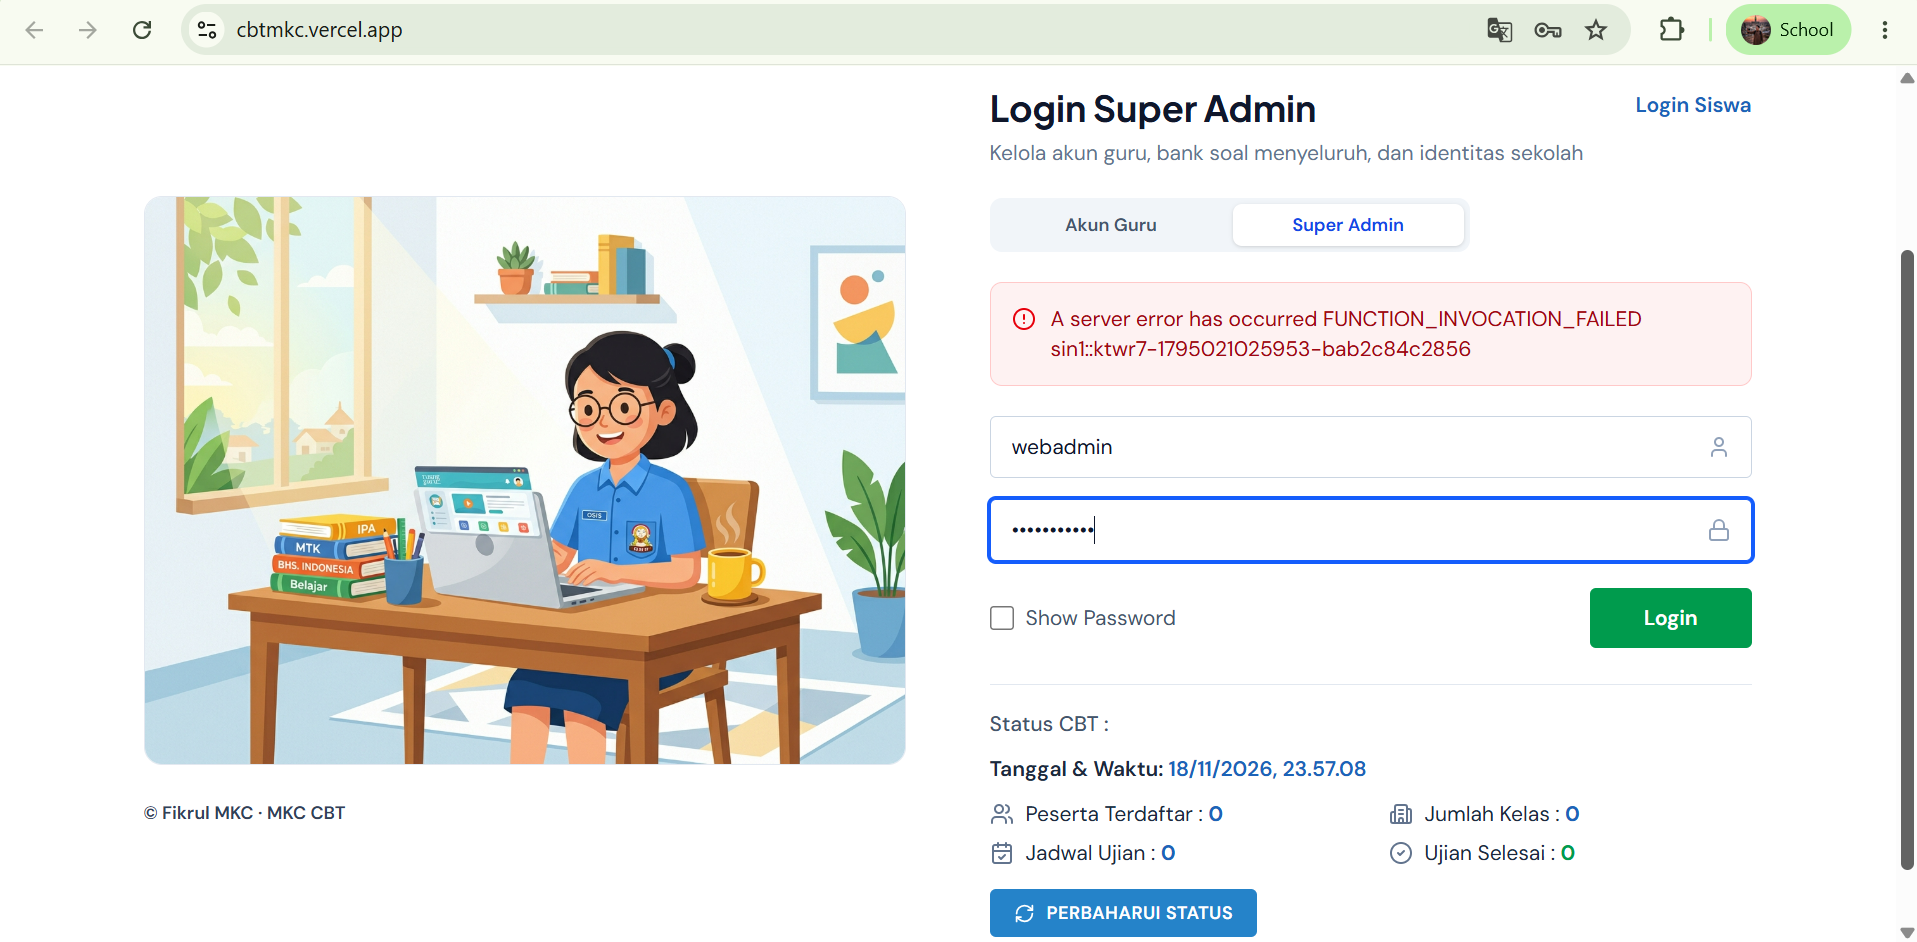 cbtmkc.vercel.app
School
Login Super Admin
Login Siswa
Kelola akun guru, bank soal menyeluruh, dan identitas sekolah
Akun Guru
Super Admin
A server error has occurred FUNCTION_INVOCATION_FAILED
sin1::ktwr7-1795021025953-bab2c84c2856
webadmin
•••••••••••
Show Password
Login
Status CBT :
Tanggal & Waktu: 18/11/2026, 23.57.08
Peserta Terdaftar : 0
Jumlah Kelas : 0
Jadwal Ujian : 0
Ujian Selesai : 0
PERBAHARUI STATUS
IPA
MTK
BHS. INDONESIA
Belajar
OSIS
© Fikrul MKC · MKC CBT